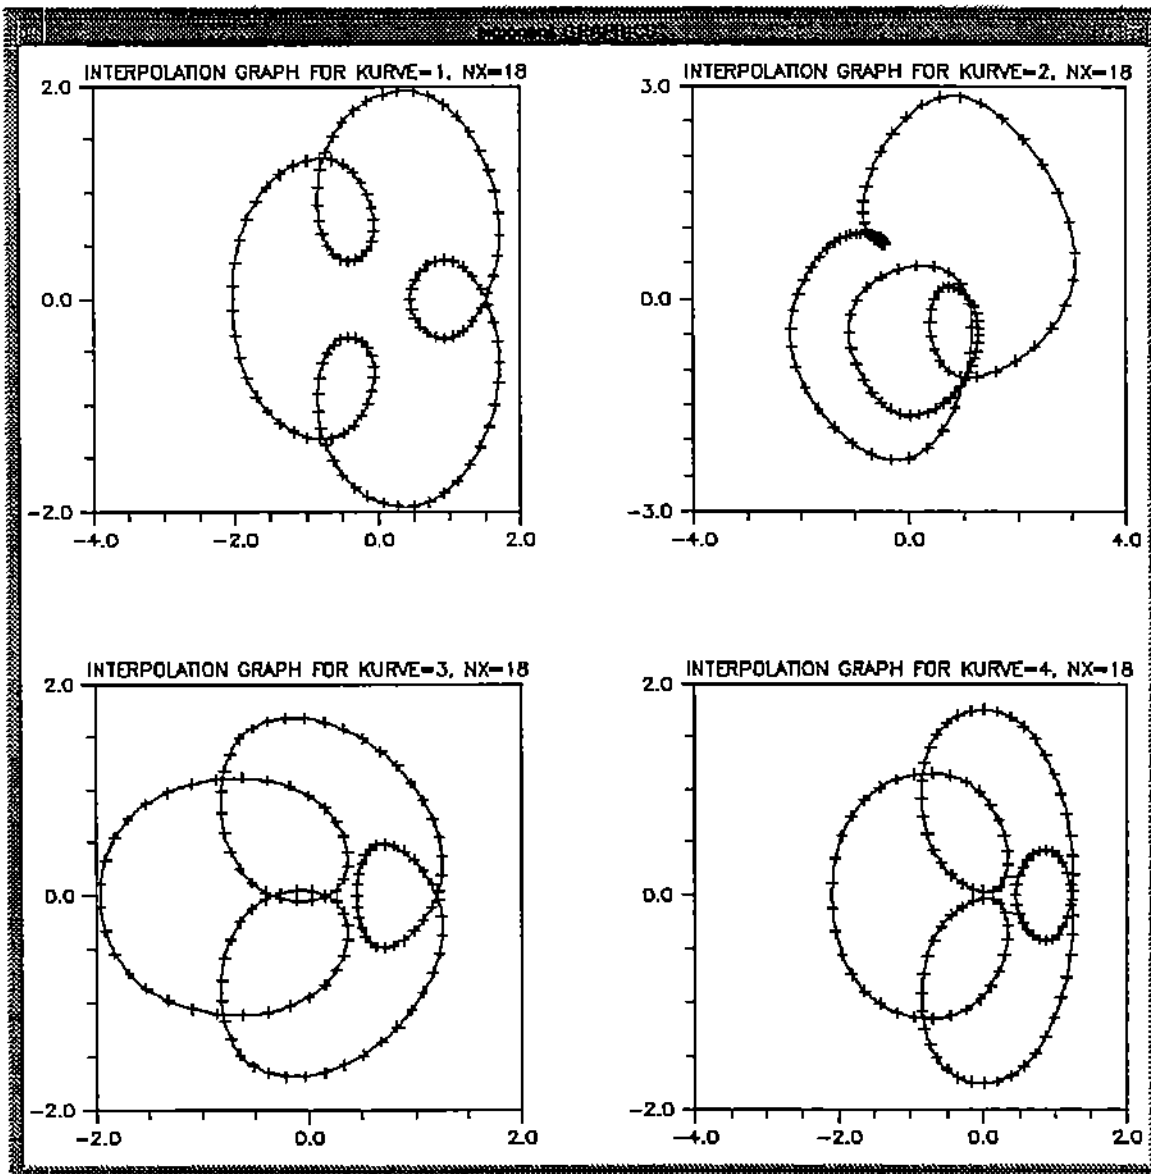 INTERPOLATION GRAPH FOR KURVE=1, NX=18
2.0
0.0
-2.0
-4.0 -2.0 0.0 2.0
INTERPOLATION GRAPH FOR KURVE=2, NX=18
3.0
0.0
-3.0
-4.0 0.0 4.0
INTERPOLATION GRAPH FOR KURVE=3, NX=18
2.0
0.0
-2.0
-2.0 0.0 2.0
INTERPOLATION GRAPH FOR KURVE=4, NX=18
2.0
0.0
-2.0
-4.0 -2.0 0.0 2.0